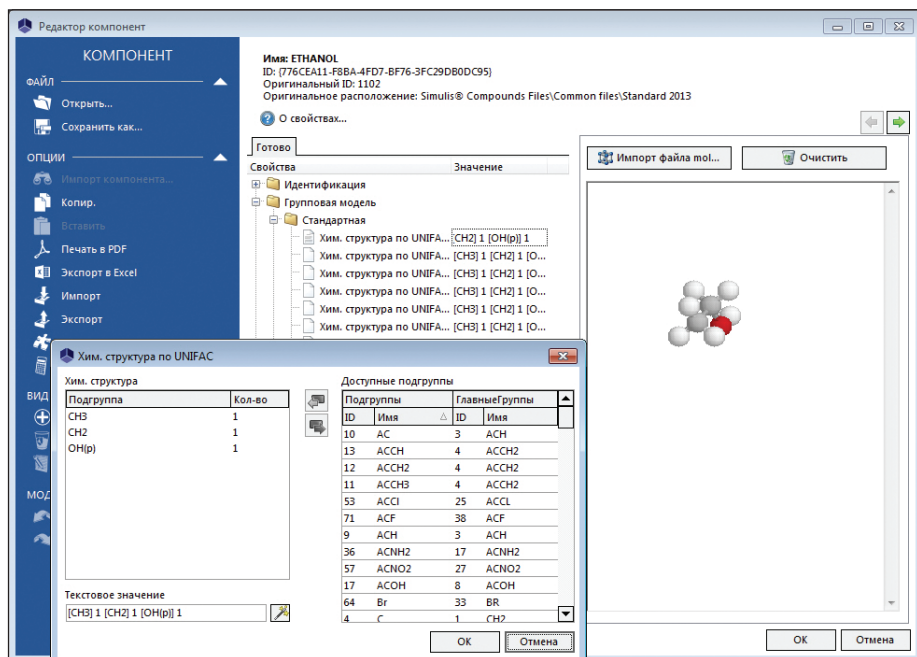 Редактор компонент
КОМПОНЕНТ
ФАЙЛ
Открыть...
Сохранить как...
ОПЦИИ
Импорт компонента...
Копир.
Вставить
Печать в PDF
Экспорт в Excel
Импорт
Экспорт
ВИД
МОД
Имя: ETHANOL
ID: {776CEA11-F8BA-4FD7-BF76-3FC29DB0DC95}
Оригинальный ID: 1102
Оригинальное расположение: Simulis® Compounds Files\Common files\Standard 2013
О свойствах...
Готово
Свойства Значение
Идентификация
Групповая модель
Стандартная
Хим. структура по UNIFA... [CH2] 1 [OH(p)] 1
Хим. структура по UNIFA... [CH3] 1 [CH2] 1 [O...
Хим. структура по UNIFA... [CH3] 1 [CH2] 1 [O...
Хим. структура по UNIFA... [CH3] 1 [CH2] 1 [O...
Хим. структура по UNIFA... [CH3] 1 [CH2] 1 [O...
Хим. структура по UNIFA... [CH3] 1 [CH2] 1 [O...
Импорт файла mol...
Очистить
OK
Отмена
Хим. структура по UNIFAC
Хим. структура
Подгруппа Кол-во
CH3 1
CH2 1
OH(p) 1
Текстовое значение
[CH3] 1 [CH2] 1 [OH(p)] 1
Доступные подгруппы
Подгруппы ГлавныеГруппы
ID Имя ID Имя
10 AC 3 ACH
13 ACCH 4 ACCH2
12 ACCH2 4 ACCH2
11 ACCH3 4 ACCH2
53 ACCl 25 ACCL
71 ACF 38 ACF
9 ACH 3 ACH
36 ACNH2 17 ACNH2
57 ACNO2 27 ACNO2
17 ACOH 8 ACOH
64 Br 33 BR
4 C 1 CH2
OK
Отмена